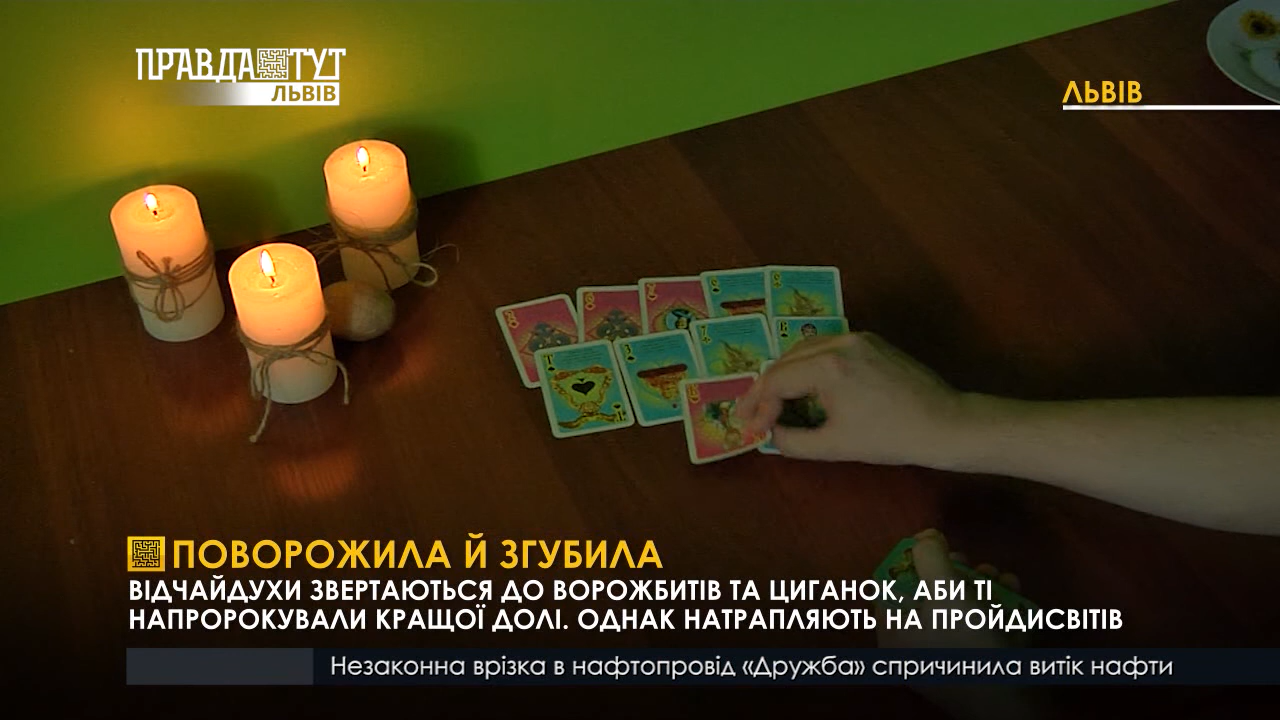 ПРАВДА ТУТ
ЛЬВІВ
ЛЬВІВ
ПОВОРОЖИЛА Й ЗГУБИЛА
ВІДЧАЙДУХИ ЗВЕРТАЮТЬСЯ ДО ВОРОЖБИТІВ ТА ЦИГАНОК, АБИ ТІ
НАПРОРОКУВАЛИ КРАЩОЇ ДОЛІ. ОДНАК НАТРАПЛЯЮТЬ НА ПРОЙДИСВІТІВ
Незаконна врізка в нафтопровід «Дружба» спричинила витік нафти